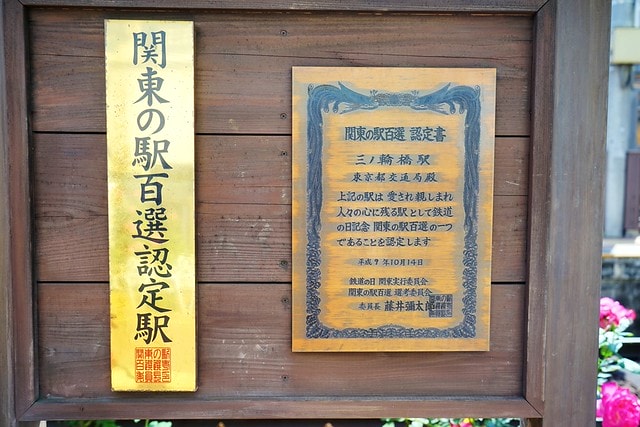 関東の駅百選認定駅
関東の駅百選 認定書
三ノ輪橋駅
東京都交通局殿
上記の駅は 愛され親しまれ
人々の心に残る駅として鉄道
の日記念 関東の駅百選の一つ
であることを認定します
平成9年10月14日
鉄道の日 関東実行委員会
関東の駅百選 選考委員会
委員長 藤井彌太郎